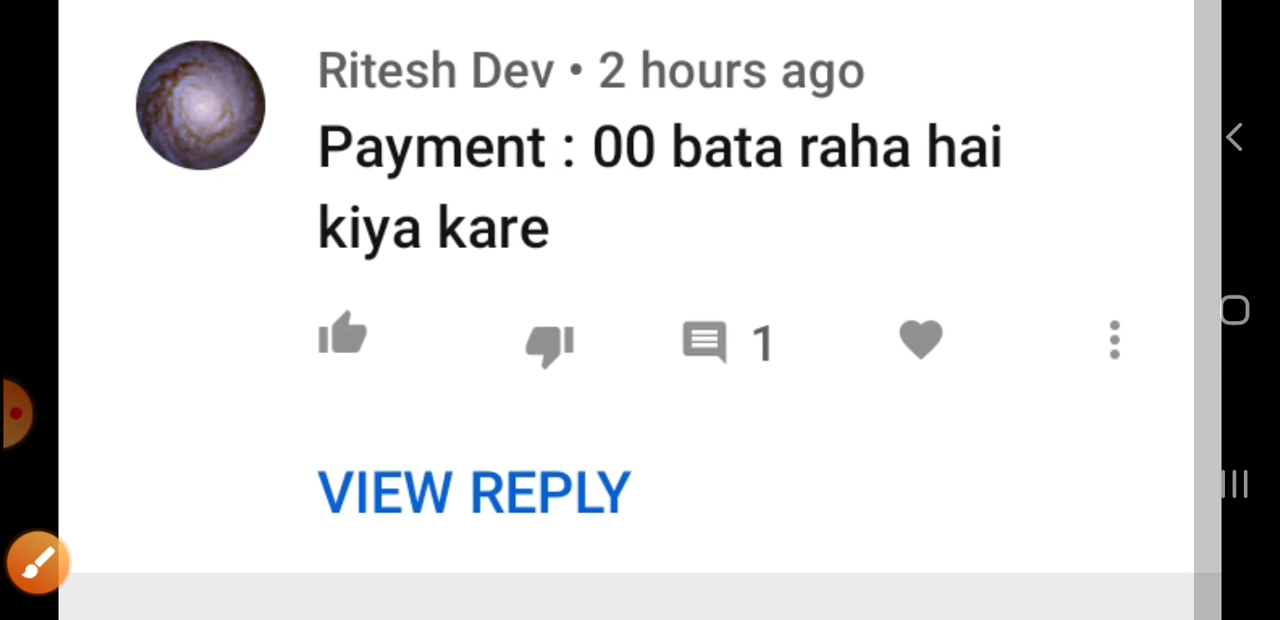 Ritesh Dev • 2 hours ago
Payment : 00 bata raha hai
kiya kare
1
VIEW REPLY